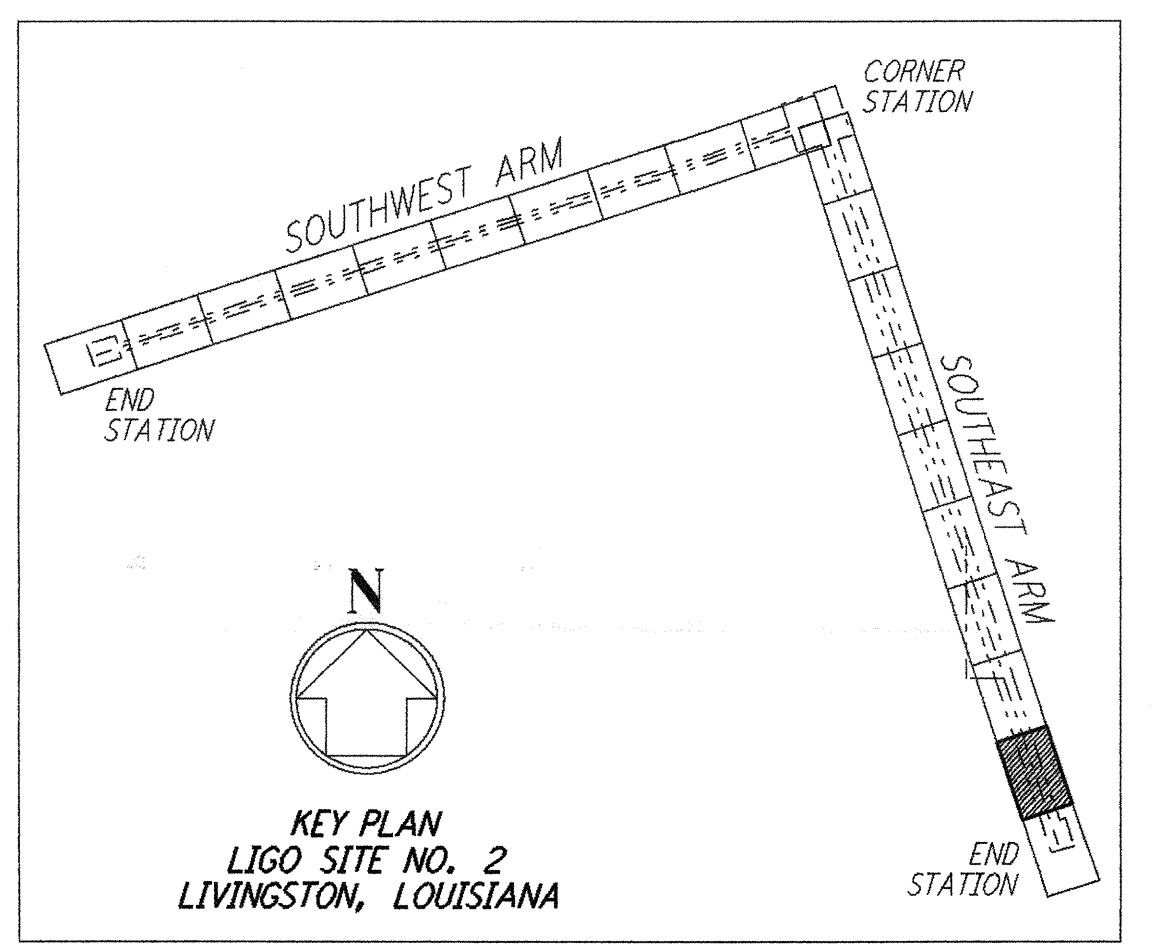 CORNER
STATION
SOUTHWEST ARM
END
STATION
SOUTHEAST ARM
N
KEY PLAN
LIGO SITE NO. 2
LIVINGSTON, LOUISIANA
END
STATION